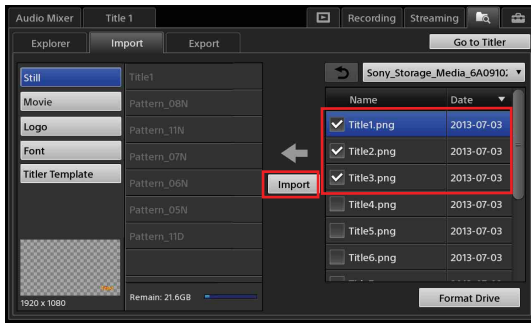 Audio Mixer Title 1 Recording Streaming
Explorer Import Export Go to Titler
Still
Movie
Logo
Font
Titler Template
1920 x 1080
Title1
Pattern_08N
Pattern_11N
Pattern_07N
Pattern_06N
Pattern_05N
Pattern_11D
Remain: 21.6GB
Import
Sony_Storage_Media_6A0910:
Name Date
Title1.png 2013-07-03
Title2.png 2013-07-03
Title3.png 2013-07-03
Title4.png 2013-07-03
Title5.png 2013-07-03
Title6.png 2013-07-03
Format Drive